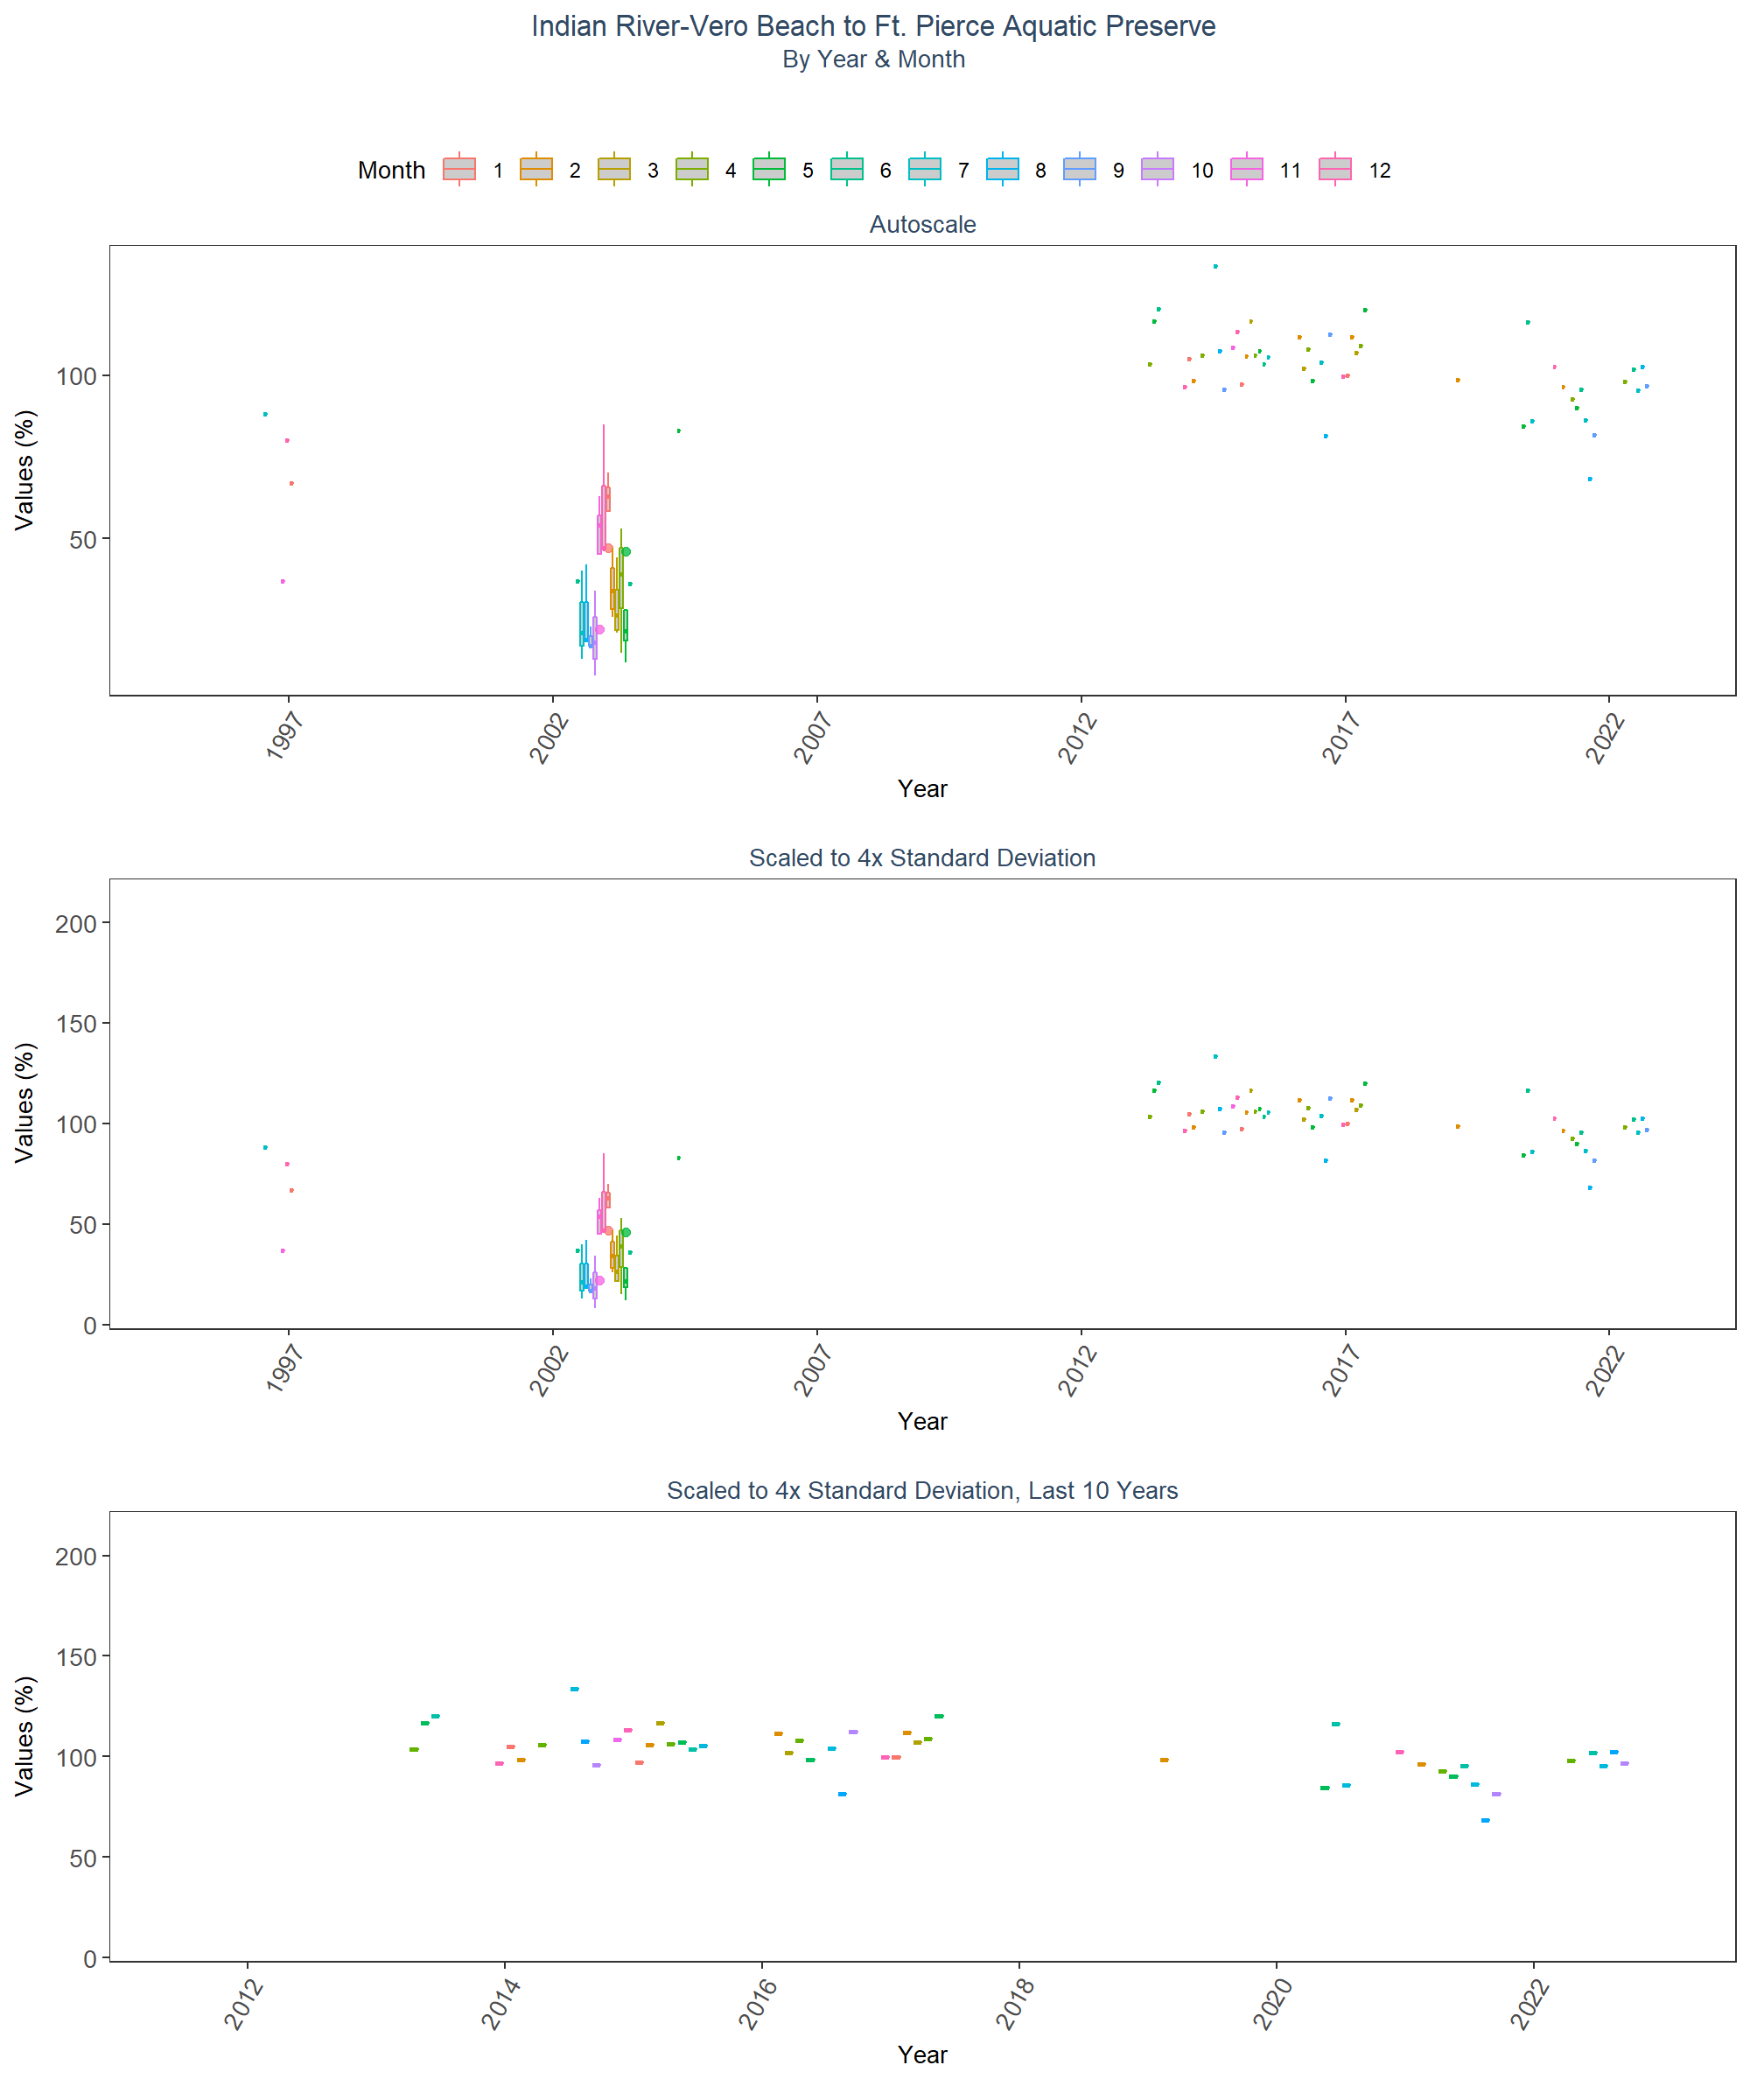 Indian River-Vero Beach to Ft. Pierce Aquatic Preserve
By Year & Month
Month 1 2 3 4 5 6 7 8 9 10 11 12
Autoscale
Values (%)
100
50
1997 2002 2007 2012 2017 2022
Year
Scaled to 4x Standard Deviation
Values (%)
200
150
100
50
0
1997 2002 2007 2012 2017 2022
Year
Scaled to 4x Standard Deviation, Last 10 Years
Values (%)
200
150
100
50
0
2012 2014 2016 2018 2020 2022
Year